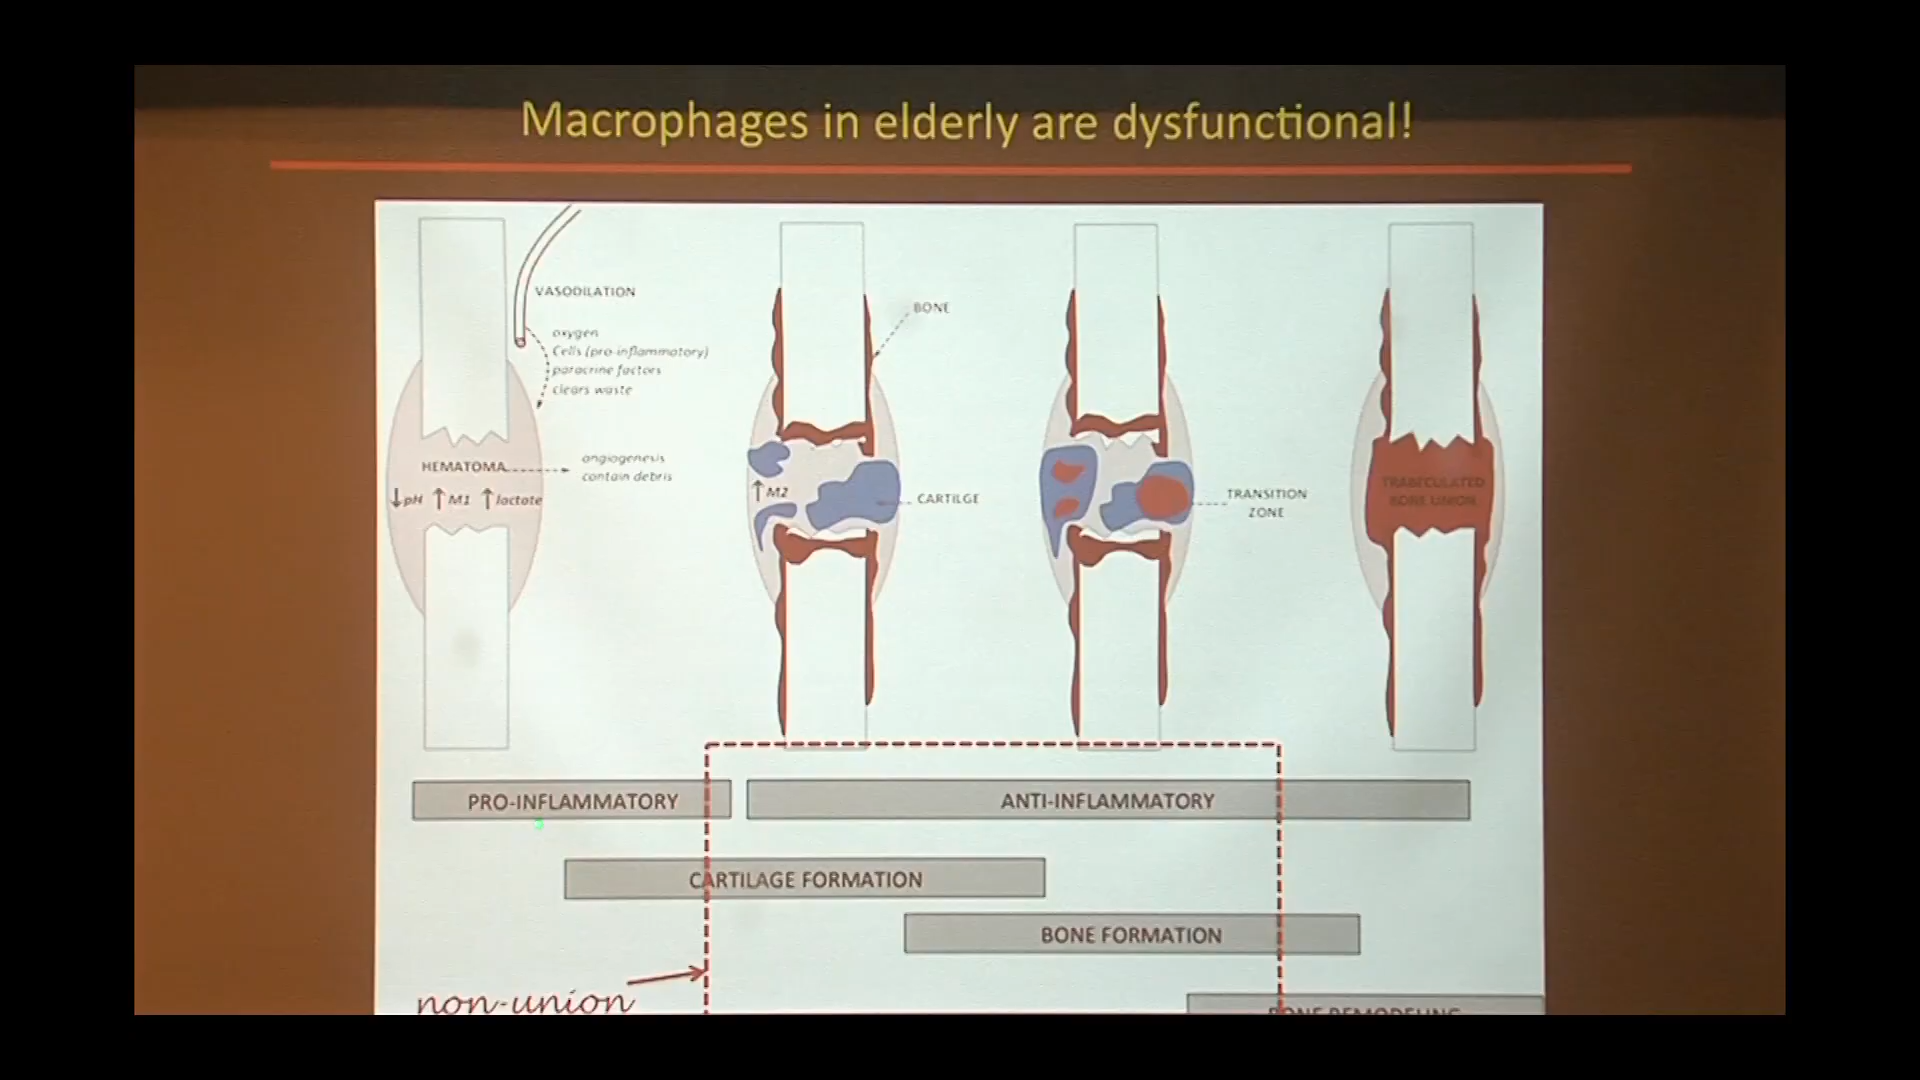 Macrophages in elderly are dysfunctional!
VASODILATION
oxygen
Cells (pro-inflammatory)
paracrine factors
clears waste
HEMATOMA
angiogenesis
contain debris
↓pH ↑M1 ↑lactate
BONE
↑M2
CARTILGE
TRANSITION
ZONE
TRABECULATED
BONE UNION
PRO-INFLAMMATORY
ANTI-INFLAMMATORY
CARTILAGE FORMATION
BONE FORMATION
non-union
BONE REMODELING